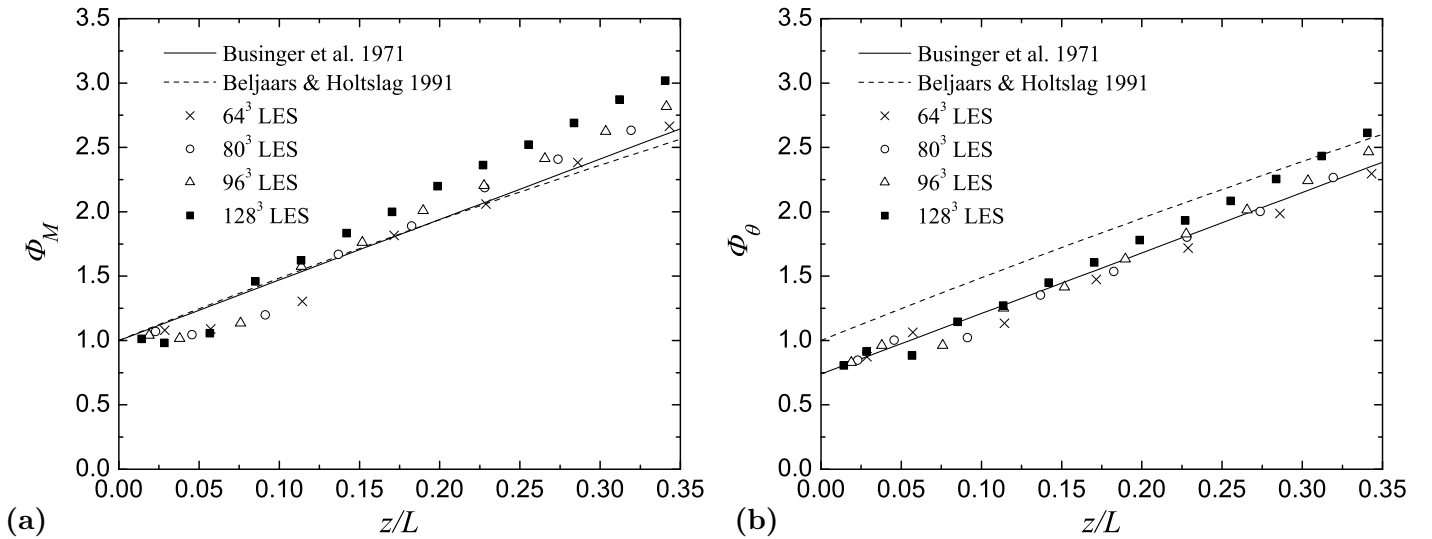 3.5
3.0
2.5
2.0
1.5
1.0
0.5
0.0
Φ_M
Businger et al. 1971
Beljaars & Holtslag 1991
64³ LES
80³ LES
96³ LES
128³ LES
0.00 0.05 0.10 0.15 0.20 0.25 0.30 0.35
(a)
z/L
3.5
3.0
2.5
2.0
1.5
1.0
0.5
0.0
Φ_θ
Businger et al. 1971
Beljaars & Holtslag 1991
64³ LES
80³ LES
96³ LES
128³ LES
0.00 0.05 0.10 0.15 0.20 0.25 0.30 0.35
(b)
z/L